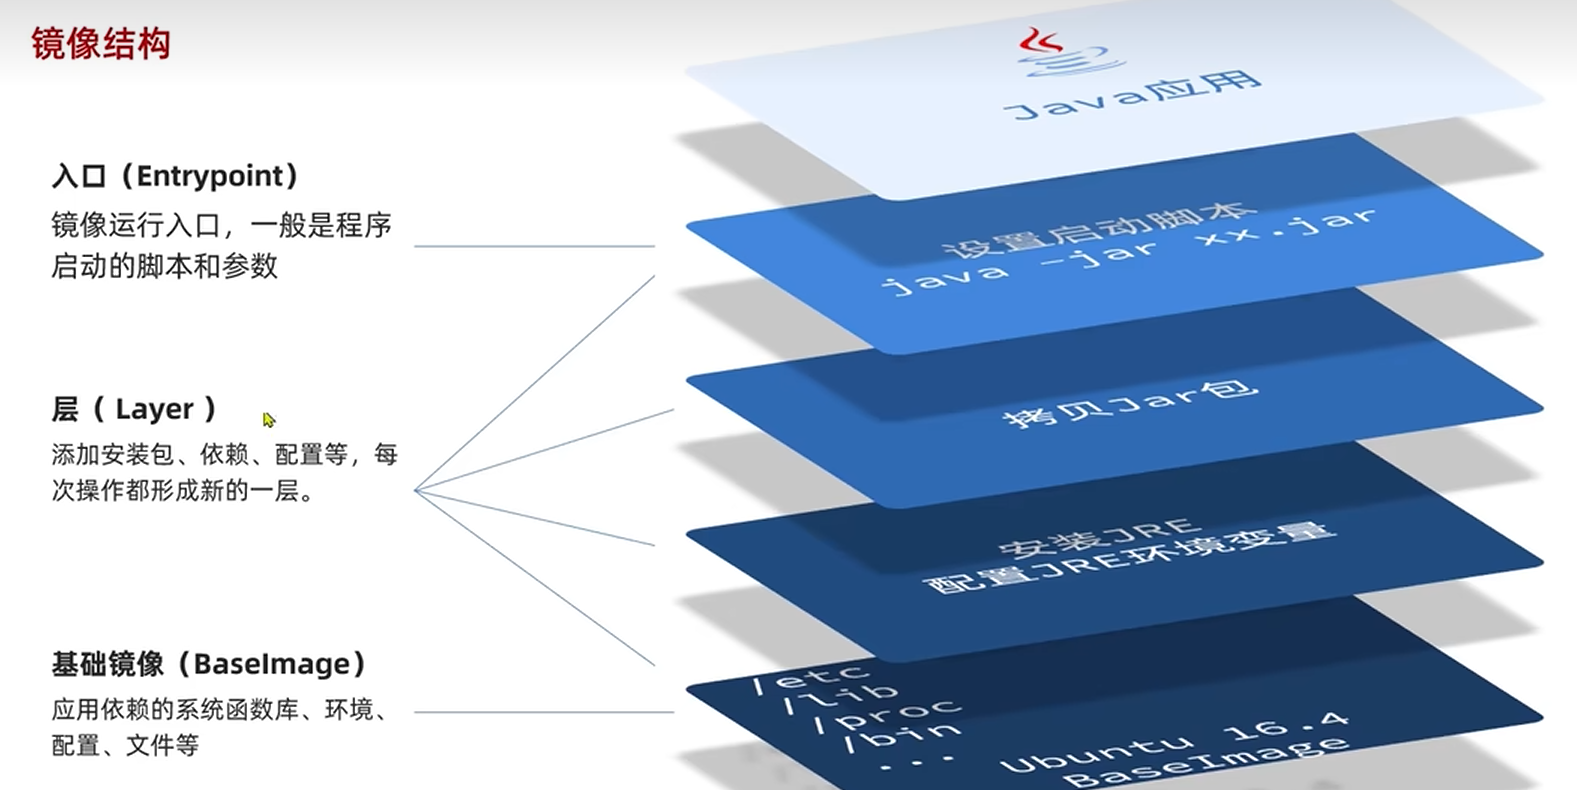 镜像结构
入口（Entrypoint）
镜像运行入口，一般是程序
启动的脚本和参数
层（ Layer ）
添加安装包、依赖、配置等，每
次操作都形成新的一层。
基础镜像（BaseImage）
应用依赖的系统函数库、环境、
配置、文件等
Java应用
设置启动脚本
java -jar xx.jar
拷贝Jar包
安装JRE
配置JRE环境变量
/etc
/lib
/proc
/bin
...
Ubuntu 16.4
BaseImage